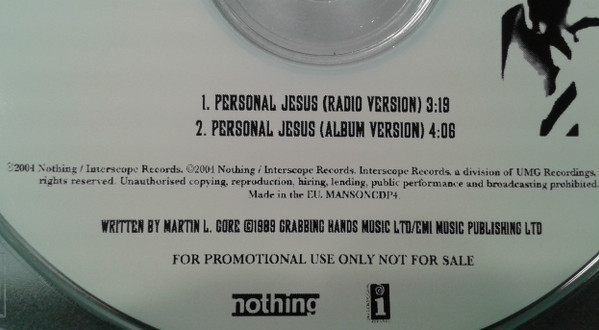 1. PERSONAL JESUS (RADIO VERSION) 3:19
2. PERSONAL JESUS (ALBUM VERSION) 4:06
℗2004 Nothing / Interscope Records. ©2004 Nothing / Interscope Records. Interscope Records, a division of UMG Recordings,
rights reserved. Unauthorised copying, reproduction, hiring, lending, public performance and broadcasting prohibited.
Made in the EU. MANSONCDP4.
WRITTEN BY MARTIN L. GORE ©1989 GRABBING HANDS MUSIC LTD/EMI MUSIC PUBLISHING LTD
FOR PROMOTIONAL USE ONLY NOT FOR SALE
nothing
i